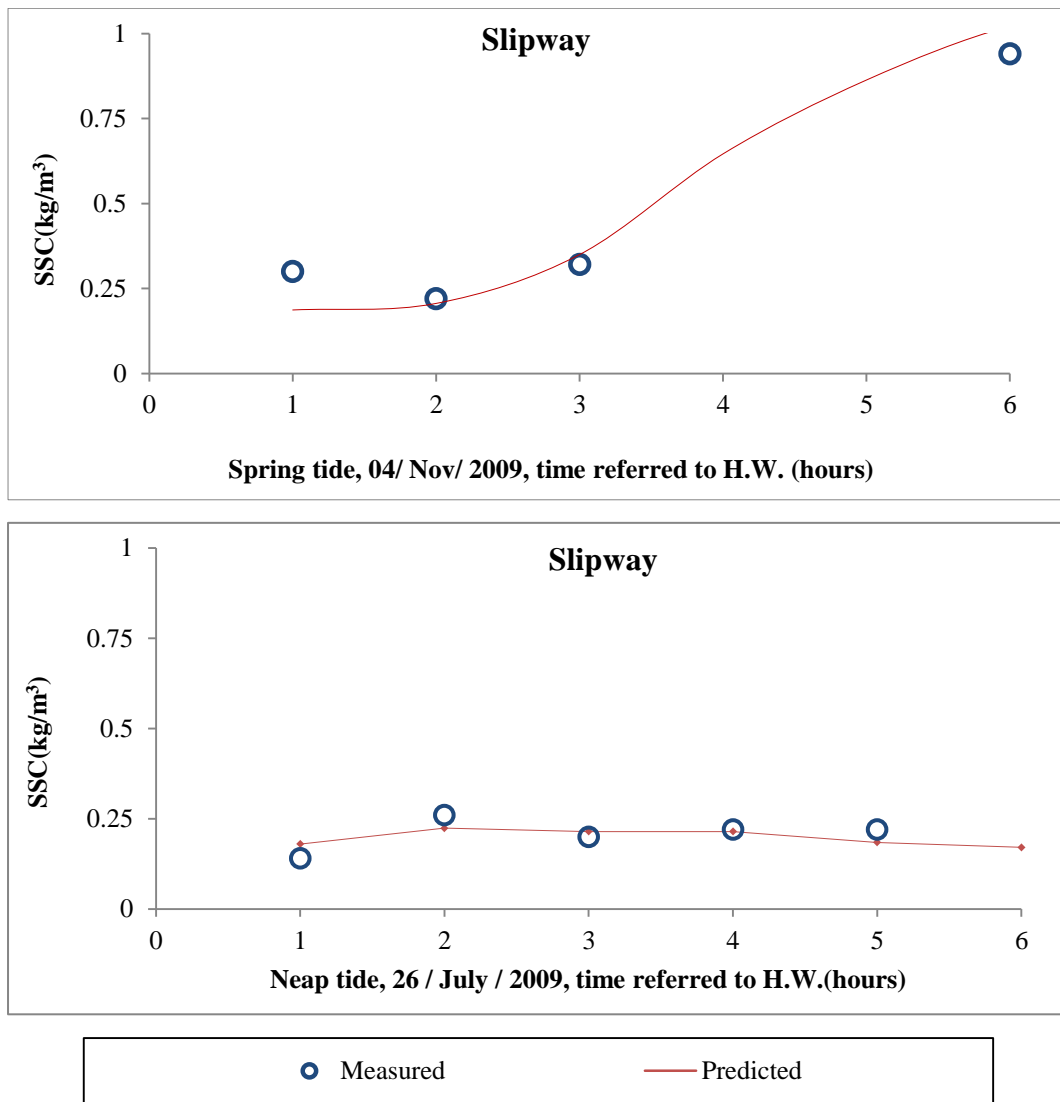 Slipway
SSC(kg/m³)
1
0.75
0.5
0.25
0
0 1 2 3 4 5 6
Spring tide, 04/ Nov/ 2009, time referred to H.W. (hours)
Slipway
SSC(kg/m³)
1
0.75
0.5
0.25
0
0 1 2 3 4 5 6
Neap tide, 26 / July / 2009, time referred to H.W.(hours)
Measured Predicted